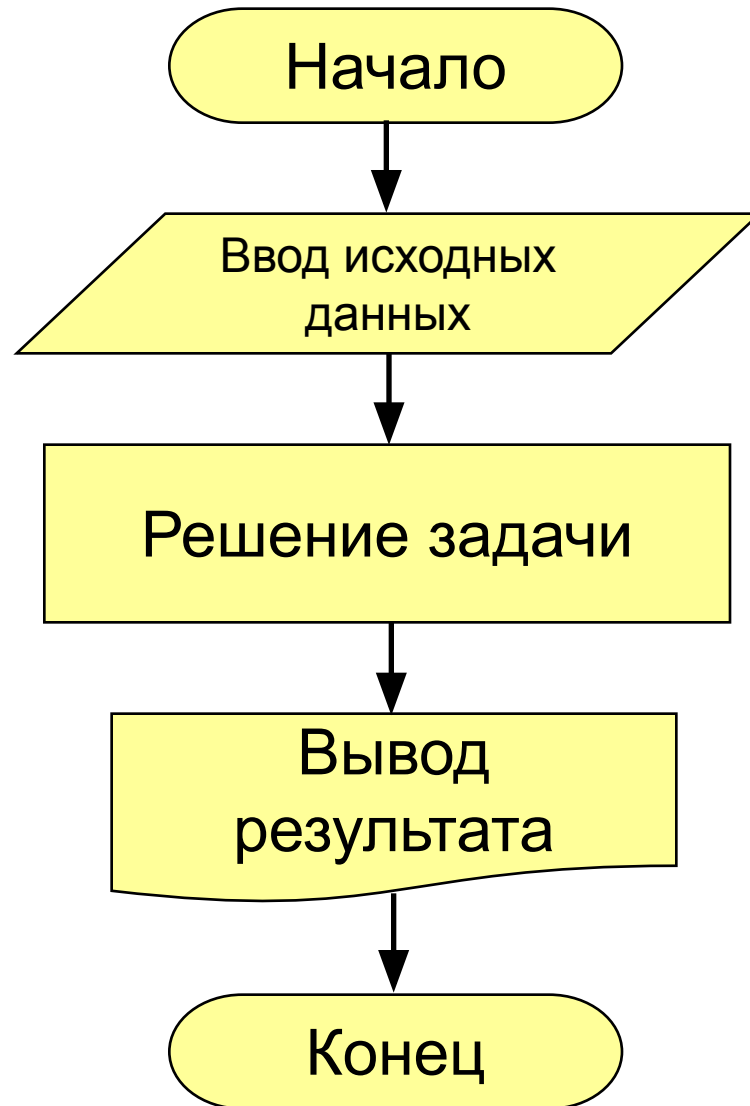 Начало
Ввод исходных
данных
Решение задачи
Вывод
результата
Конец